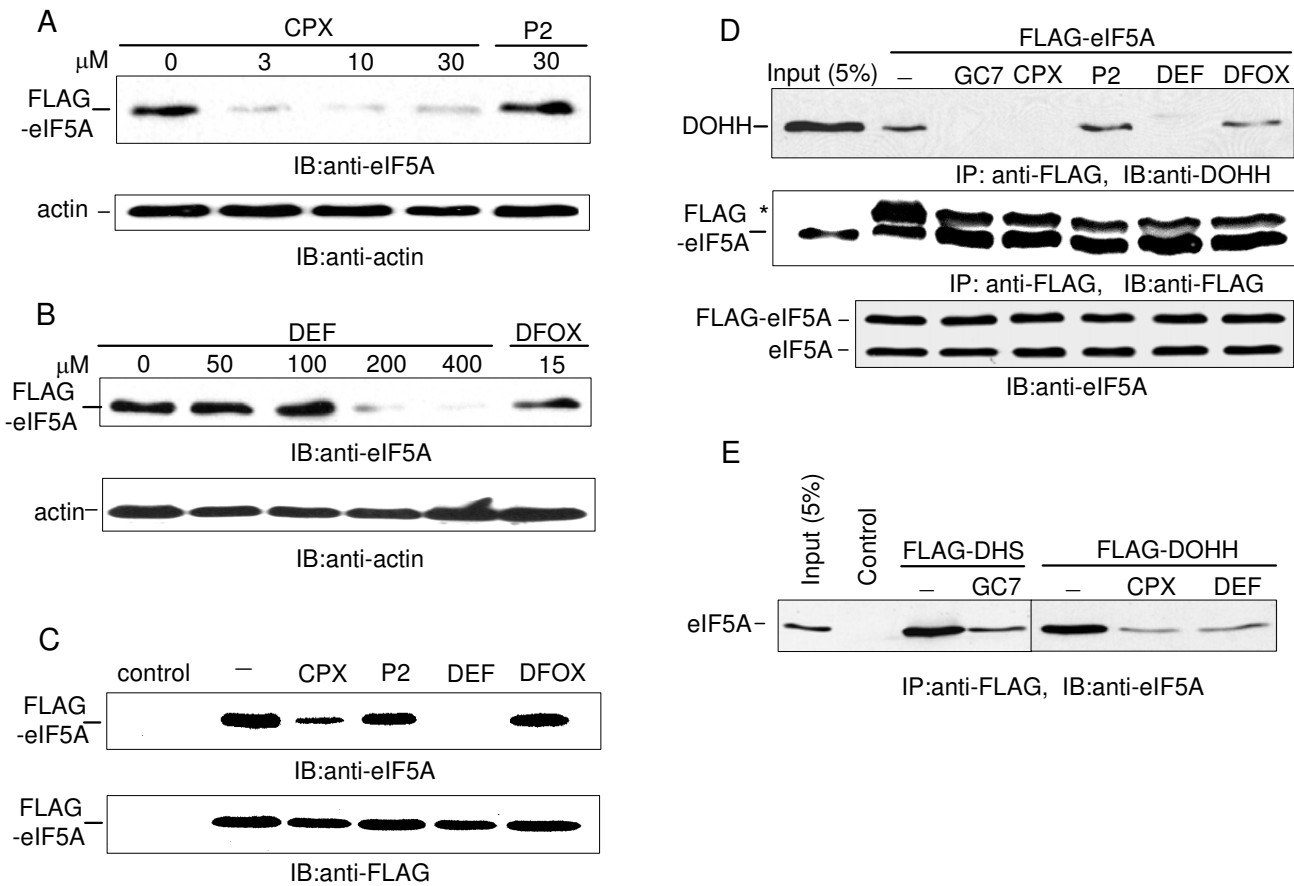 A
CPX P2
μM 0 3 10 30 30
FLAG
-eIF5A
IB:anti-eIF5A
actin
IB:anti-actin
B
DEF DFOX
μM 0 50 100 200 400 15
FLAG
-eIF5A
IB:anti-eIF5A
actin
IB:anti-actin
C
control – CPX P2 DEF DFOX
FLAG
-eIF5A
IB:anti-eIF5A
FLAG
-eIF5A
IB:anti-FLAG
D
FLAG-eIF5A
Input (5%) – GC7 CPX P2 DEF DFOX
DOHH
IP: anti-FLAG, IB:anti-DOHH
FLAG *
-eIF5A
IP: anti-FLAG, IB:anti-FLAG
FLAG-eIF5A
eIF5A
IB:anti-eIF5A
E
Input (5%)
Control
FLAG-DHS FLAG-DOHH
– GC7 – CPX DEF
eIF5A
IP:anti-FLAG, IB:anti-eIF5A